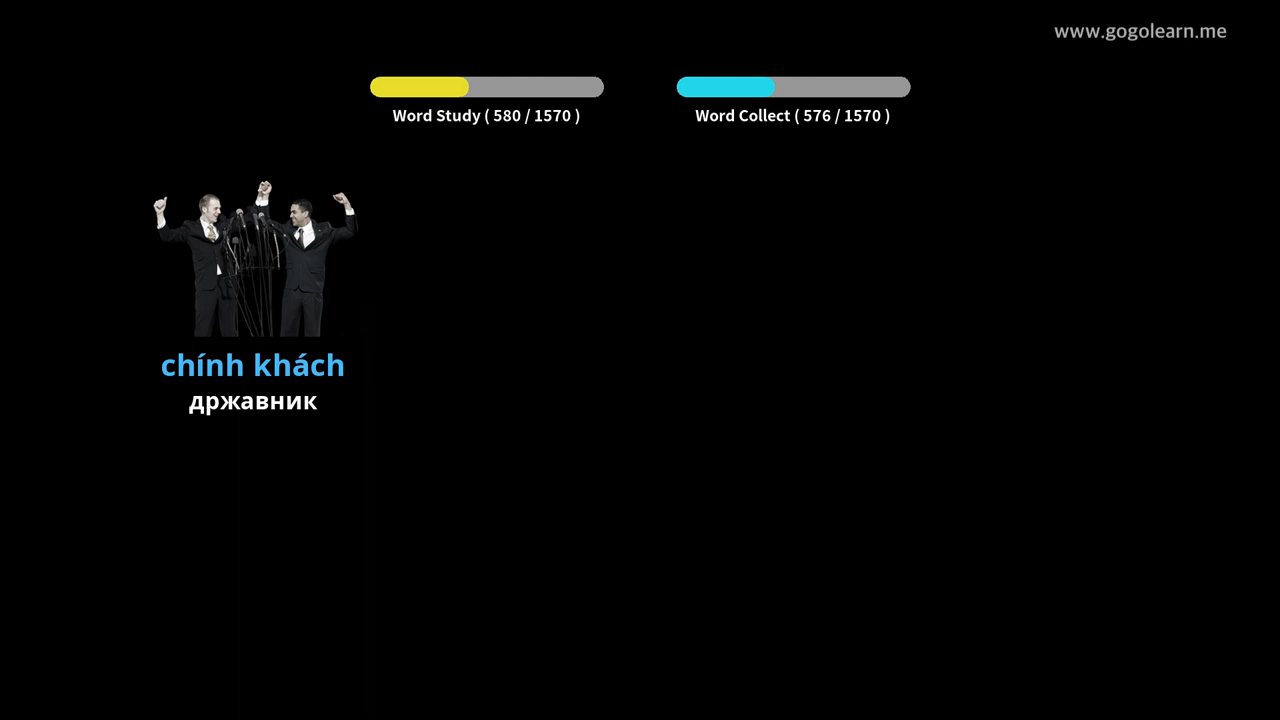 www.gogolearn.me
Word Study ( 580 / 1570 )
Word Collect ( 576 / 1570 )
chính khách
државник